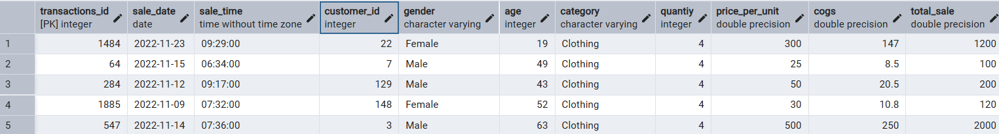 transactions_id sale_date sale_time customer_id gender age category quantiy price_per_unit cogs total_sale
[PK] integer date time without time zone integer character varying integer character varying integer double precision double precision double precision
1 1484 2022-11-23 09:29:00 22 Female 19 Clothing 4 300 147 1200
2 64 2022-11-15 06:34:00 7 Male 49 Clothing 4 25 8.5 100
3 284 2022-11-12 09:17:00 129 Male 43 Clothing 4 50 20.5 200
4 1885 2022-11-09 07:32:00 148 Female 52 Clothing 4 30 10.8 120
5 547 2022-11-14 07:36:00 3 Male 63 Clothing 4 500 250 2000